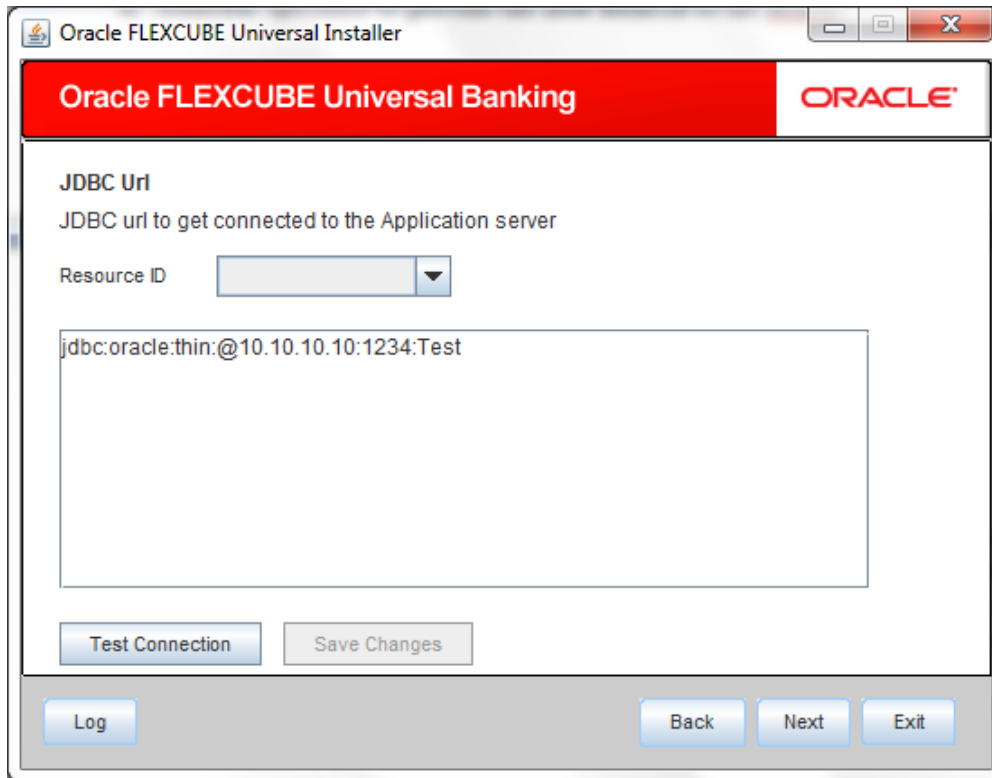 Oracle FLEXCUBE Universal Installer
Oracle FLEXCUBE Universal Banking
ORACLE
JDBC Url
JDBC url to get connected to the Application server
Resource ID
jdbc:oracle:thin:@10.10.10.10:1234:Test
Test Connection
Save Changes
Log
Back
Next
Exit